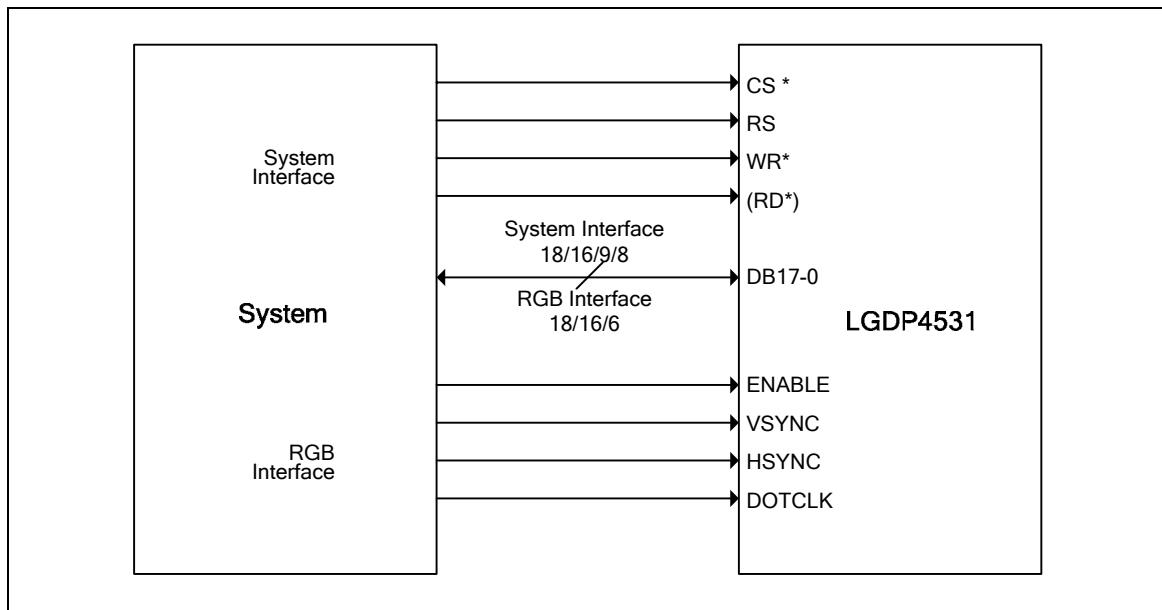 CS *
RS
System
Interface
WR*
(RD*)
System Interface
18/16/9/8
DB17-0
RGB Interface
18/16/6
System
LGDP4531
ENABLE
VSYNC
RGB
Interface
HSYNC
DOTCLK